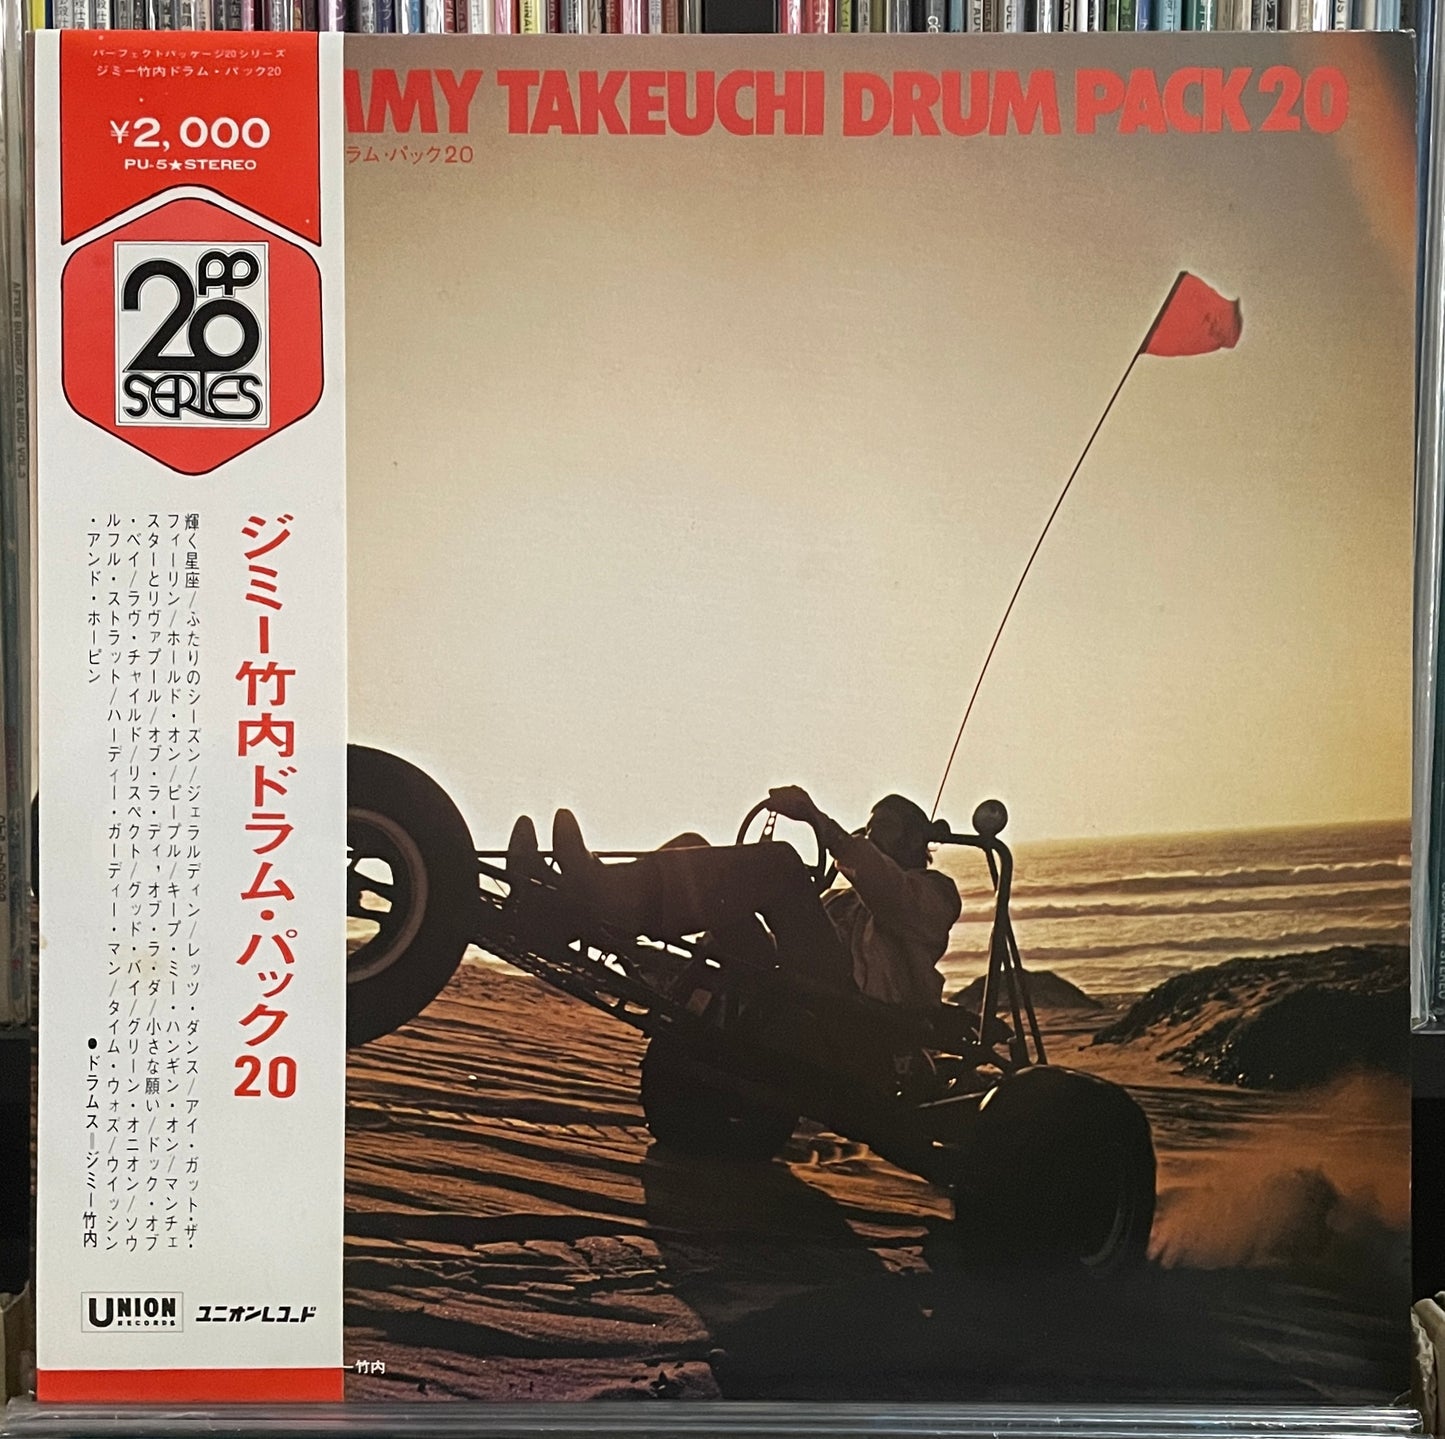 パーフェクトパッケージ20シリーズ
ジミー竹内ドラム・パック20
¥2,000
PU-5★STEREO
PP
20
SERIES
MMY TAKEUCHI DRUM PACK 20
ラム・パック20
ジミー竹内ドラム・パック20
輝く星座/ふたりのシーズン/ジェラルディン/レッツ・ダンス/アイ・ガット・ザ・
フィーリン/ホールド・オン/ピープル/キープ・ミー・ハンギン・オン/マンチェ
スターとリヴァプール/オブ・ラ・ディ,オブ・ラ・ダ/小さな願い/ドック・オブ
・ベイ/ラヴ・チャイルド/リスペクト/グッド・バイ/グリーン・オニオン/ソウ
ルフル・ストラット/ハーディー・ガーディー・マン/タイム・ウォズ/ウイッシン
・アンド・ホーピン
●ドラムス=ジミー竹内
UNION
RECORDS
ユニオンレコード
ー竹内
AFTER BURNER/SEGA MUSIC VOL.3